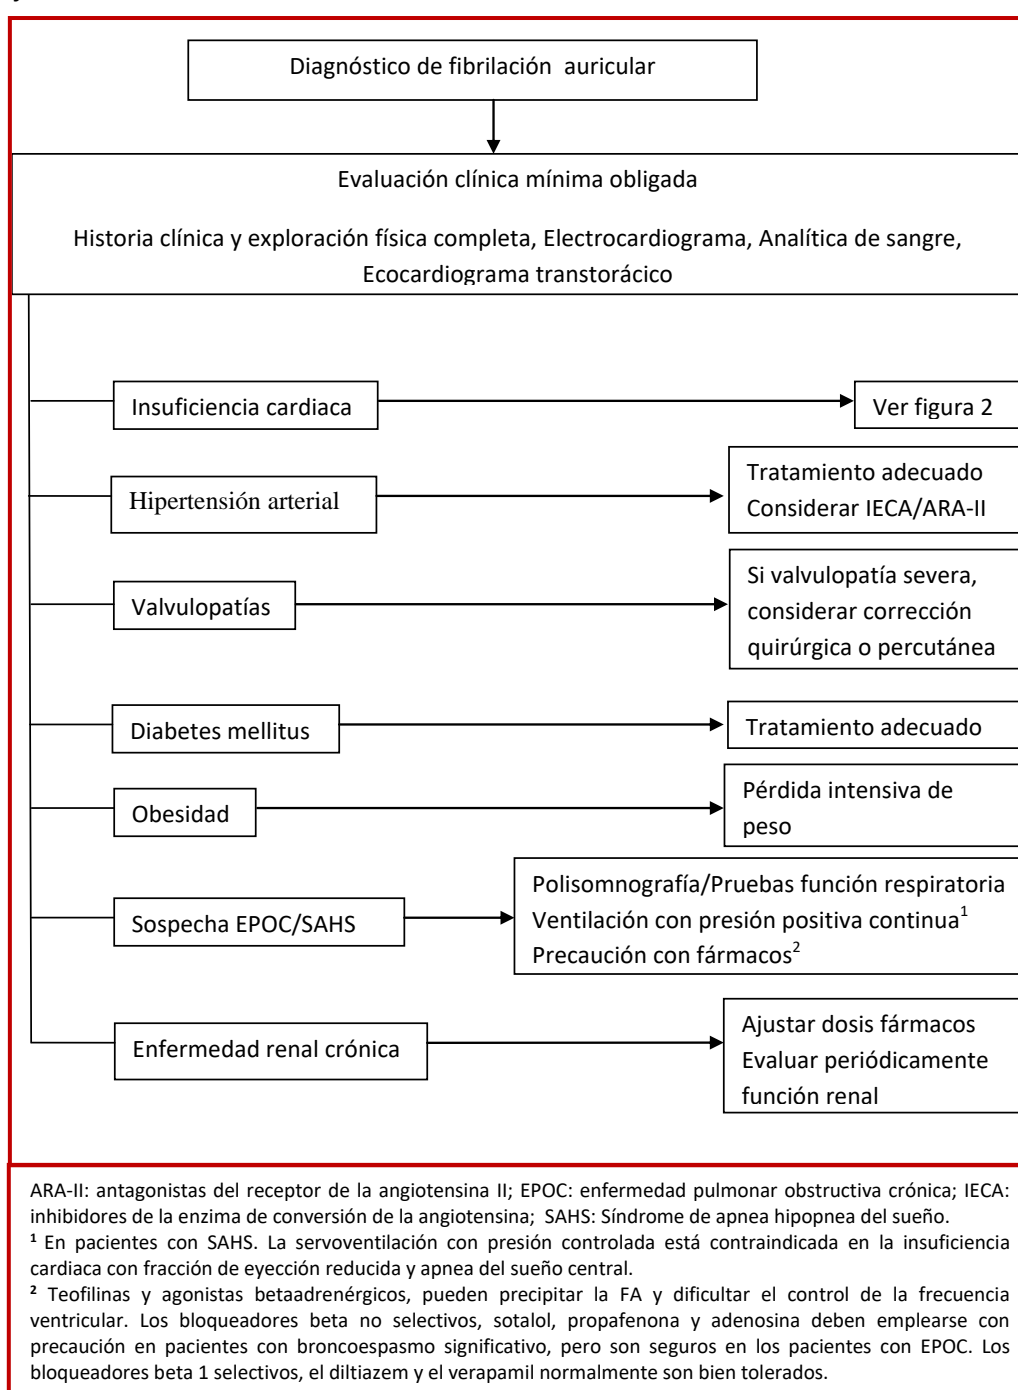 Diagnóstico de fibrilación auricular
Evaluación clínica mínima obligada
Historia clínica y exploración física completa, Electrocardiograma, Analítica de sangre,
Ecocardiograma transtorácico
Insuficiencia cardiaca
Ver figura 2
Hipertensión arterial
Tratamiento adecuado
Considerar IECA/ARA-II
Valvulopatías
Si valvulopatía severa,
considerar corrección
quirúrgica o percutánea
Diabetes mellitus
Tratamiento adecuado
Obesidad
Pérdida intensiva de
peso
Sospecha EPOC/SAHS
Polisomnografía/Pruebas función respiratoria
Ventilación con presión positiva continua¹
Precaución con fármacos²
Enfermedad renal crónica
Ajustar dosis fármacos
Evaluar periódicamente
función renal
ARA-II: antagonistas del receptor de la angiotensina II; EPOC: enfermedad pulmonar obstructiva crónica; IECA:
inhibidores de la enzima de conversión de la angiotensina; SAHS: Síndrome de apnea hipopnea del sueño.
¹ En pacientes con SAHS. La servoventilación con presión controlada está contraindicada en la insuficiencia
cardiaca con fracción de eyección reducida y apnea del sueño central.
² Teofilinas y agonistas betaadrenérgicos, pueden precipitar la FA y dificultar el control de la frecuencia
ventricular. Los bloqueadores beta no selectivos, sotalol, propafenona y adenosina deben emplearse con
precaución en pacientes con broncoespasmo significativo, pero son seguros en los pacientes con EPOC. Los
bloqueadores beta 1 selectivos, el diltiazem y el verapamil normalmente son bien tolerados.